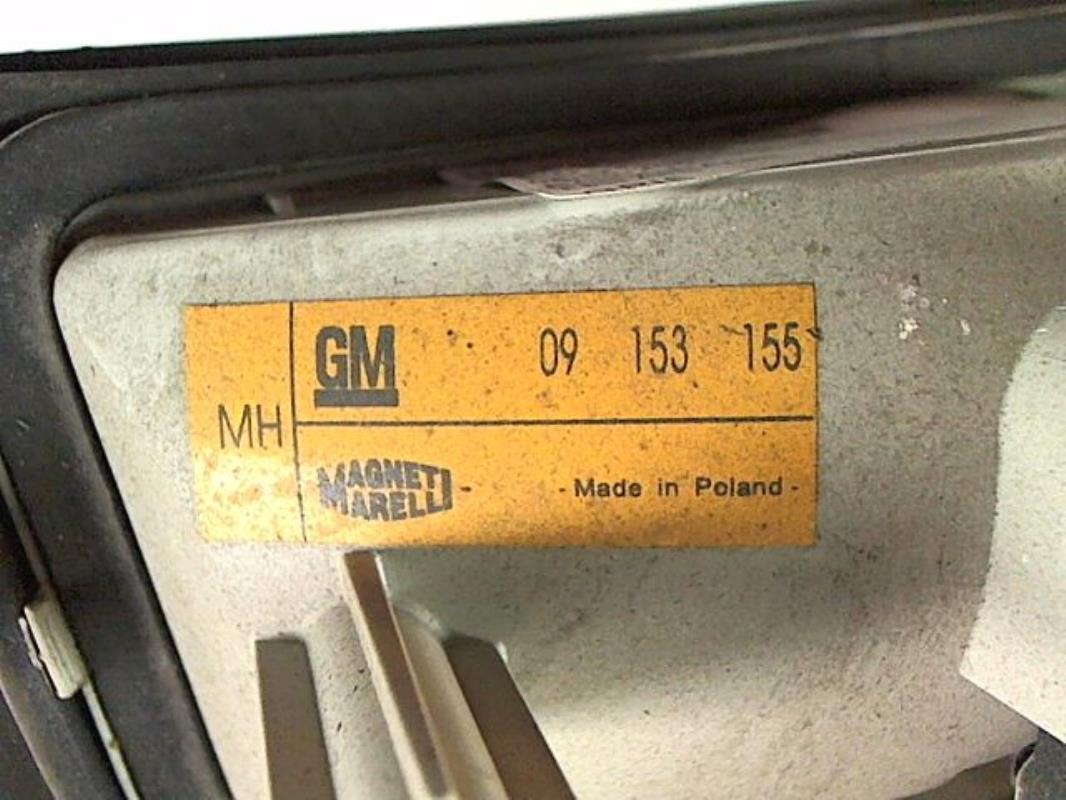 GM 09 153 155
MH
MAGNETI
MARELLI - - Made in Poland -